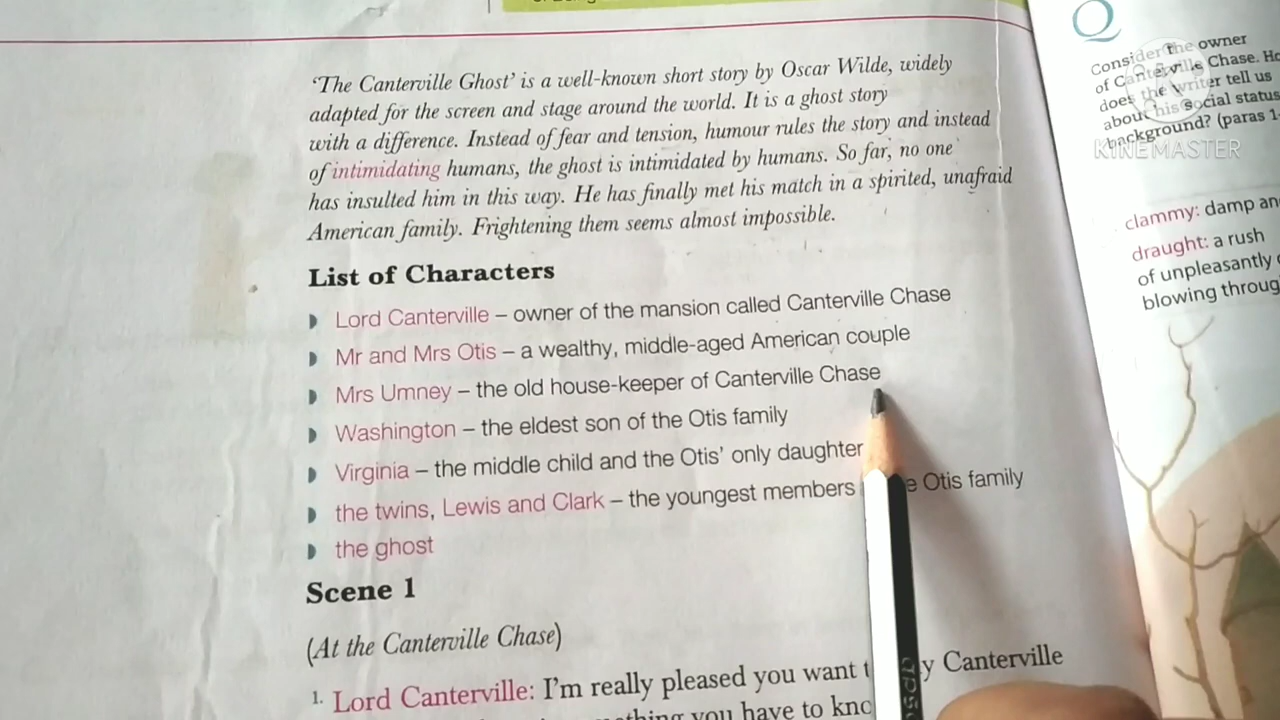 'The Canterville Ghost' is a well-known short story by Oscar Wilde, widely
adapted for the screen and stage around the world. It is a ghost story
with a difference. Instead of fear and tension, humour rules the story and instead
of intimidating humans, the ghost is intimidated by humans. So far, no one
has insulted him in this way. He has finally met his match in a spirited, unafraid
American family. Frightening them seems almost impossible.
List of Characters
Lord Canterville – owner of the mansion called Canterville Chase
Mr and Mrs Otis – a wealthy, middle-aged American couple
Mrs Umney – the old house-keeper of Canterville Chase
Washington – the eldest son of the Otis family
Virginia – the middle child and the Otis' only daughter
the twins, Lewis and Clark – the youngest members Otis family
the ghost
Scene 1
(At the Canterville Chase)
1. Lord Canterville: I'm really pleased you want Canterville
you have to
Q
Consider the owner
of Canterville Chase.
does the writer tell us
about his social status
background? (paras
KINEMASTER
clammy: damp
draught: a rush
of unpleasantly
blowing